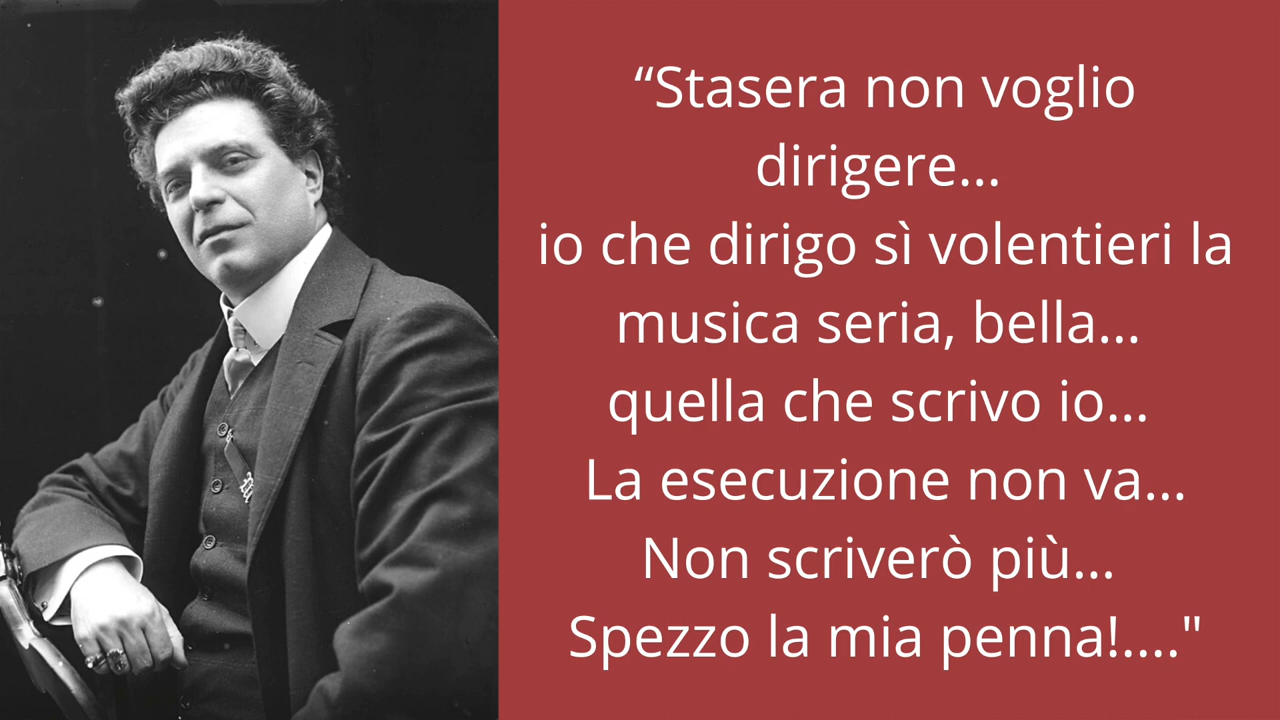 “Stasera non voglio
dirigere...
io che dirigo sì volentieri la
musica seria, bella...
quella che scrivo io...
La esecuzione non va...
Non scriverò più...
Spezzo la mia penna!...."